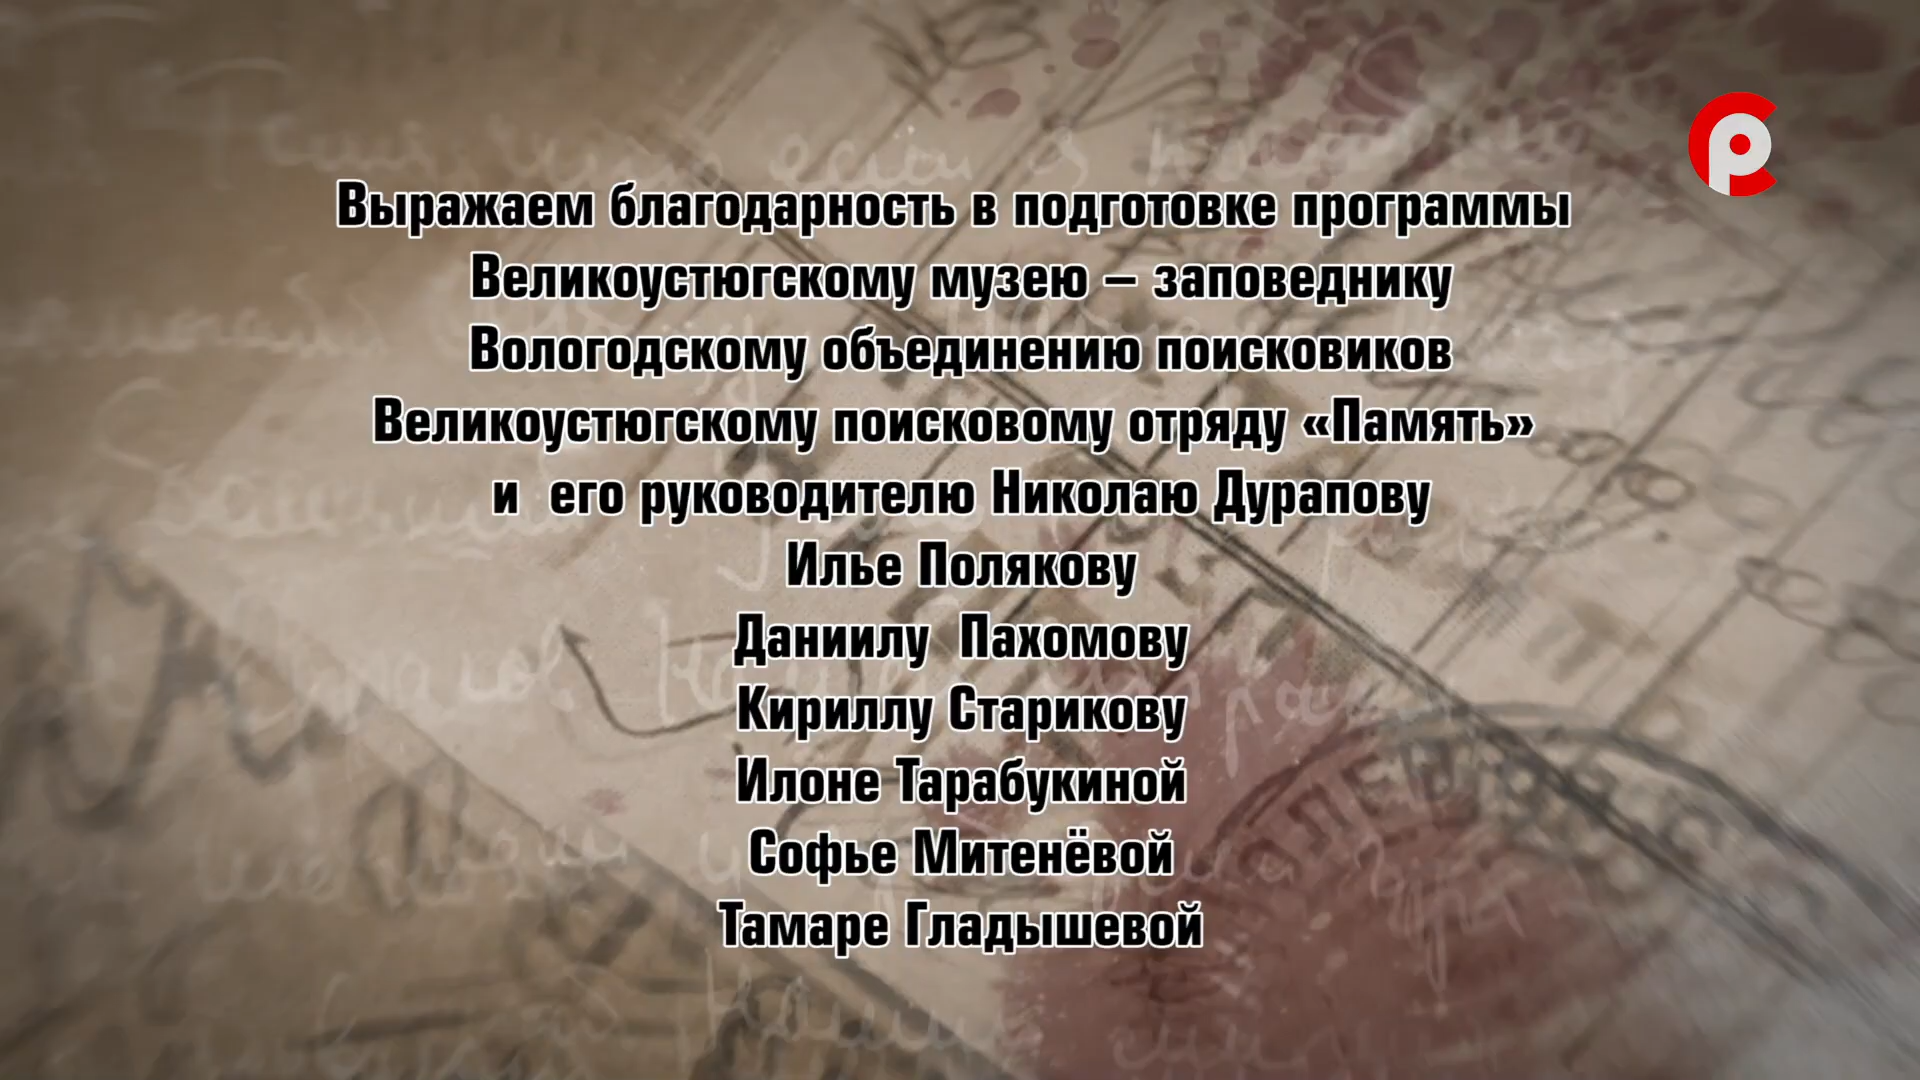 Выражаем благодарность в подготовке программы
Великоустюгскому музею – заповеднику
Вологодскому объединению поисковиков
Великоустюгскому поисковому отряду «Память»
и его руководителю Николаю Дурапову
Илье Полякову
Даниилу Пахомову
Кириллу Старикову
Илоне Тарабукиной
Софье Митенёвой
Тамаре Гладышевой